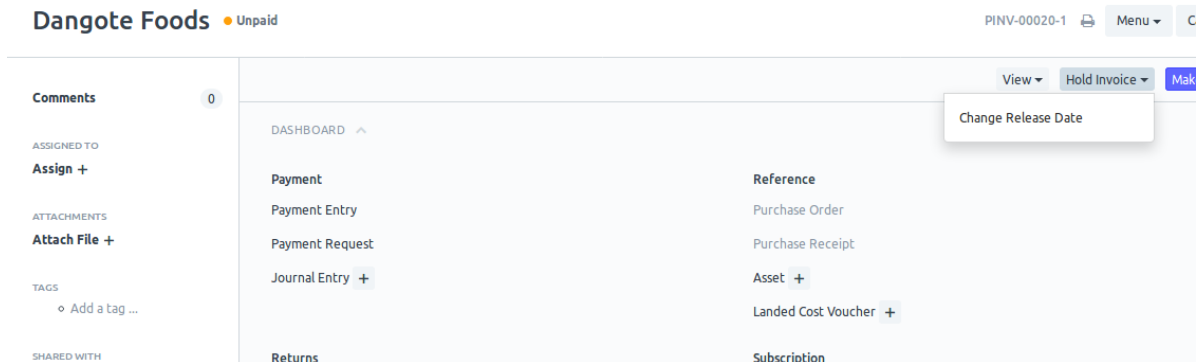 Dangote Foods Unpaid PINV-00020-1 Menu
View Hold Invoice
Comments 0
Change Release Date
DASHBOARD
ASSIGNED TO
Assign +
Payment Reference
Payment Entry Purchase Order
ATTACHMENTS
Attach File +
Payment Request Purchase Receipt
Journal Entry + Asset +
TAGS
Add a tag ...
Landed Cost Voucher +
SHARED WITH
Returns Subscription